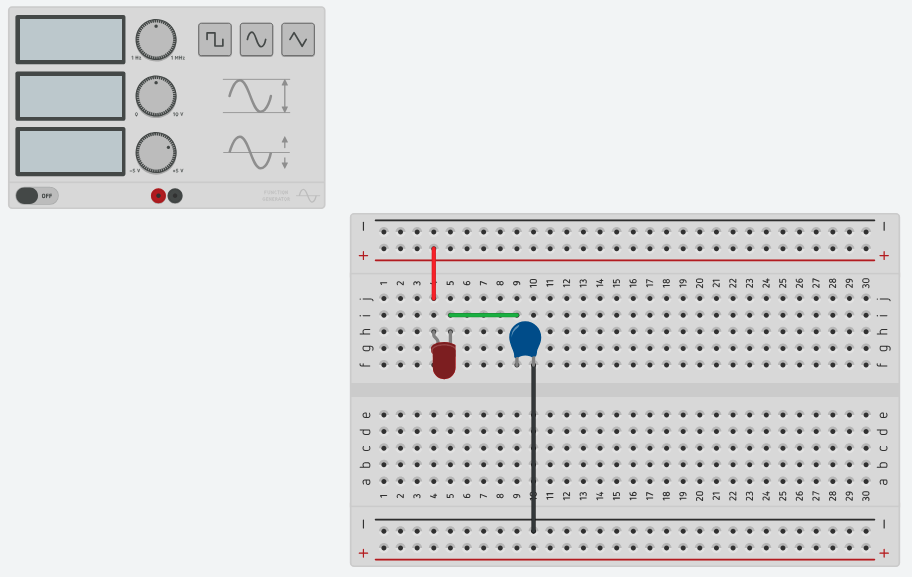 1 Hz 1 MHz
0 10 V
-5 V +5 V
OFF
FUNCTION
GENERATOR
− −
+ +
1 2 3 4 5 6 7 8 9 10 11 12 13 14 15 16 17 18 19 20 21 22 23 24 25 26 27 28 29 30
j j
i i
h h
g g
f f
e e
d d
c c
b b
a a
1 2 3 4 5 6 7 8 9 10 11 12 13 14 15 16 17 18 19 20 21 22 23 24 25 26 27 28 29 30
− −
+ +